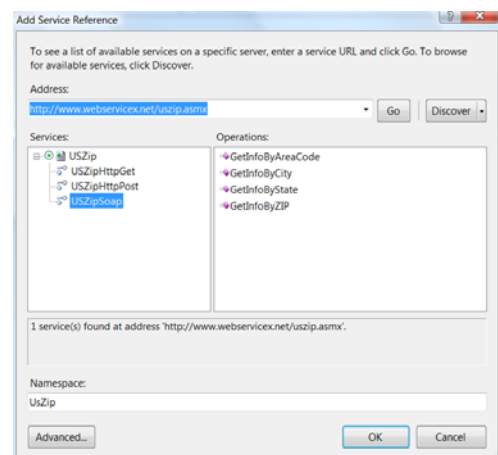 Add Service Reference
To see a list of available services on a specific server, enter a service URL and click Go. To browse
for available services, click Discover.
Address:
http://www.webservicex.net/uszip.asmx
Go
Discover
Services:
Operations:
USZip
USZipHttpGet
USZipHttpPost
USZipSoap
GetInfoByAreaCode
GetInfoByCity
GetInfoByState
GetInfoByZIP
1 service(s) found at address 'http://www.webservicex.net/uszip.asmx'.
Namespace:
UsZip
Advanced...
OK
Cancel